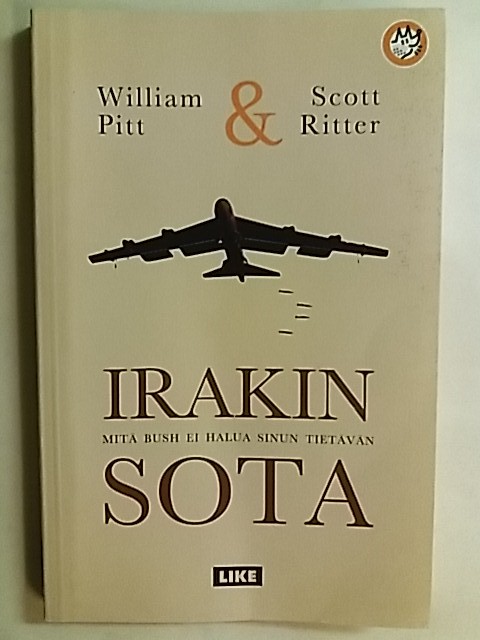 William Pitt
&
Scott Ritter
IRAKIN
MITÄ BUSH EI HALUA SINUN TIETÄVÄN
SOTA
LIKE